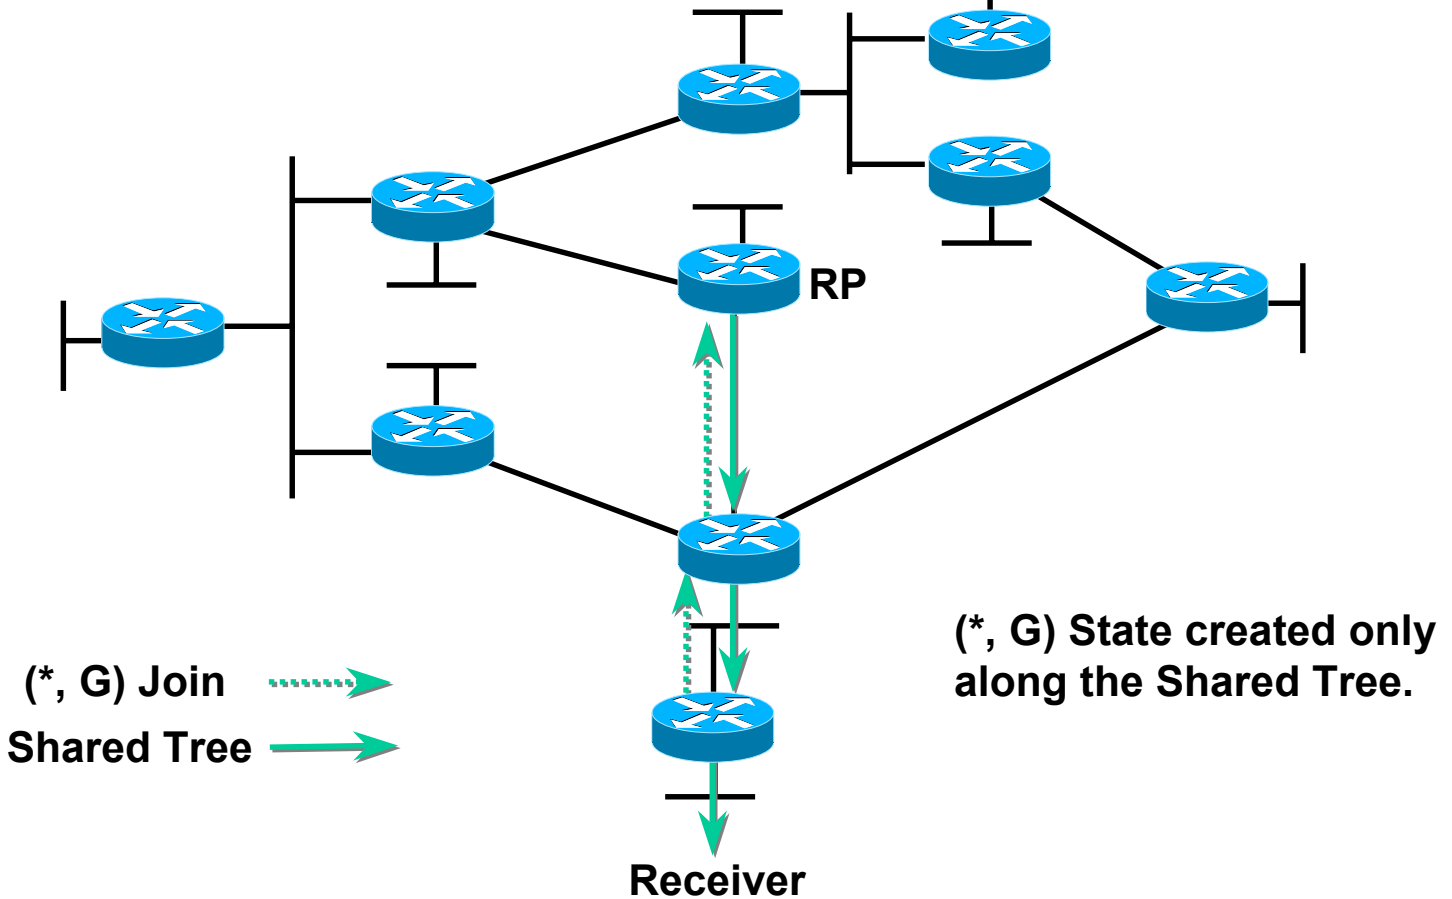 RP
(*, G) State created only
along the Shared Tree.
(*, G) Join
Shared Tree
Receiver